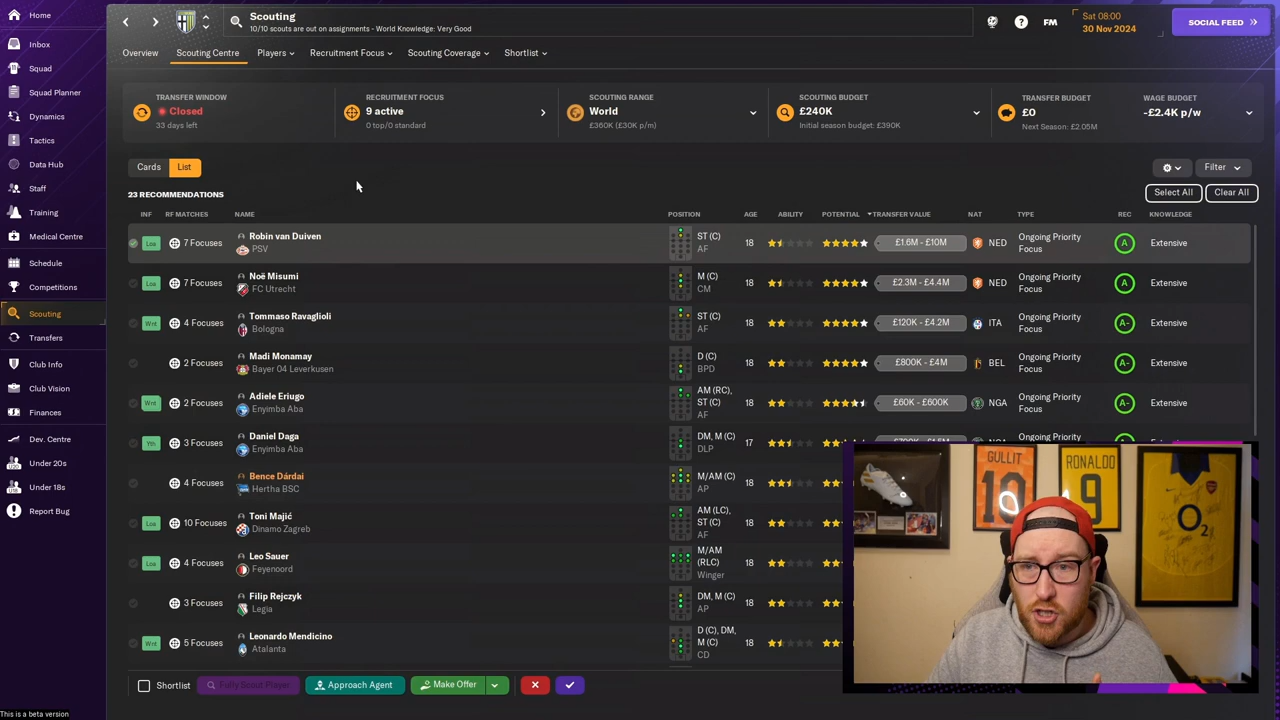 Home
Inbox
Squad
Squad Planner
Dynamics
Tactics
Data Hub
Staff
Training
Medical Centre
Schedule
Competitions
Scouting
Transfers
Club Info
Club Vision
Finances
Dev. Centre
Under 20s
Under 18s
Report Bug
This is a beta version
Scouting
10/10 scouts are out on assignments - World Knowledge: Very Good
FM
Sat 08:00
30 Nov 2024
SOCIAL FEED
Overview
Scouting Centre
Players
Recruitment Focus
Scouting Coverage
Shortlist
TRANSFER WINDOW
Closed
33 days left
RECRUITMENT FOCUS
9 active
0 top/0 standard
SCOUTING RANGE
World
£360K (£30K p/m)
SCOUTING BUDGET
£240K
Initial season budget: £390K
TRANSFER BUDGET
£0
Next Season: £2.05M
WAGE BUDGET
-£2.4K p/w
Cards
List
Filter
23 RECOMMENDATIONS
Select All
Clear All
INF RF MATCHES NAME POSITION AGE ABILITY POTENTIAL TRANSFER VALUE NAT TYPE REC KNOWLEDGE
Loa 7 Focuses Robin van Duiven ST (C) 18 £1.6M - £10M NED Ongoing Priority A Extensive
PSV AF Focus
Loa 7 Focuses Noë Misumi M (C) 18 £2.3M - £4.4M NED Ongoing Priority A Extensive
FC Utrecht CM Focus
Wnt 4 Focuses Tommaso Ravaglioli ST (C) 18 £120K - £4.2M ITA Ongoing Priority A- Extensive
Bologna AF Focus
2 Focuses Madi Monamay D (C) 18 £800K - £4M BEL Ongoing Priority A- Extensive
Bayer 04 Leverkusen BPD Focus
2 Focuses Adiele Eriugo AM (RC), ST (C) 18 £60K - £600K NGA Ongoing Priority A- Extensive
Enyimba Aba AF Focus
Yth 3 Focuses Daniel Daga DM, M (C) 17 Ongoing Priority
Enyimba Aba DLP
4 Focuses Bence Dárdai M/AM (C) 18
Hertha BSC AP
Loa 10 Focuses Toni Majić AM (LC), ST (C) 18
Dinamo Zagreb AF
Loa 4 Focuses Leo Sauer M/AM (RLC) 18
Feyenoord Winger
3 Focuses Filip Rejczyk DM, M (C) 18
Legia AP
Wnt 5 Focuses Leonardo Mendicino D (C), DM, M (C) 18
Atalanta CD
Shortlist
Fully Scout Player
Approach Agent
Make Offer
GULLIT
10
RONALDO
9
O2